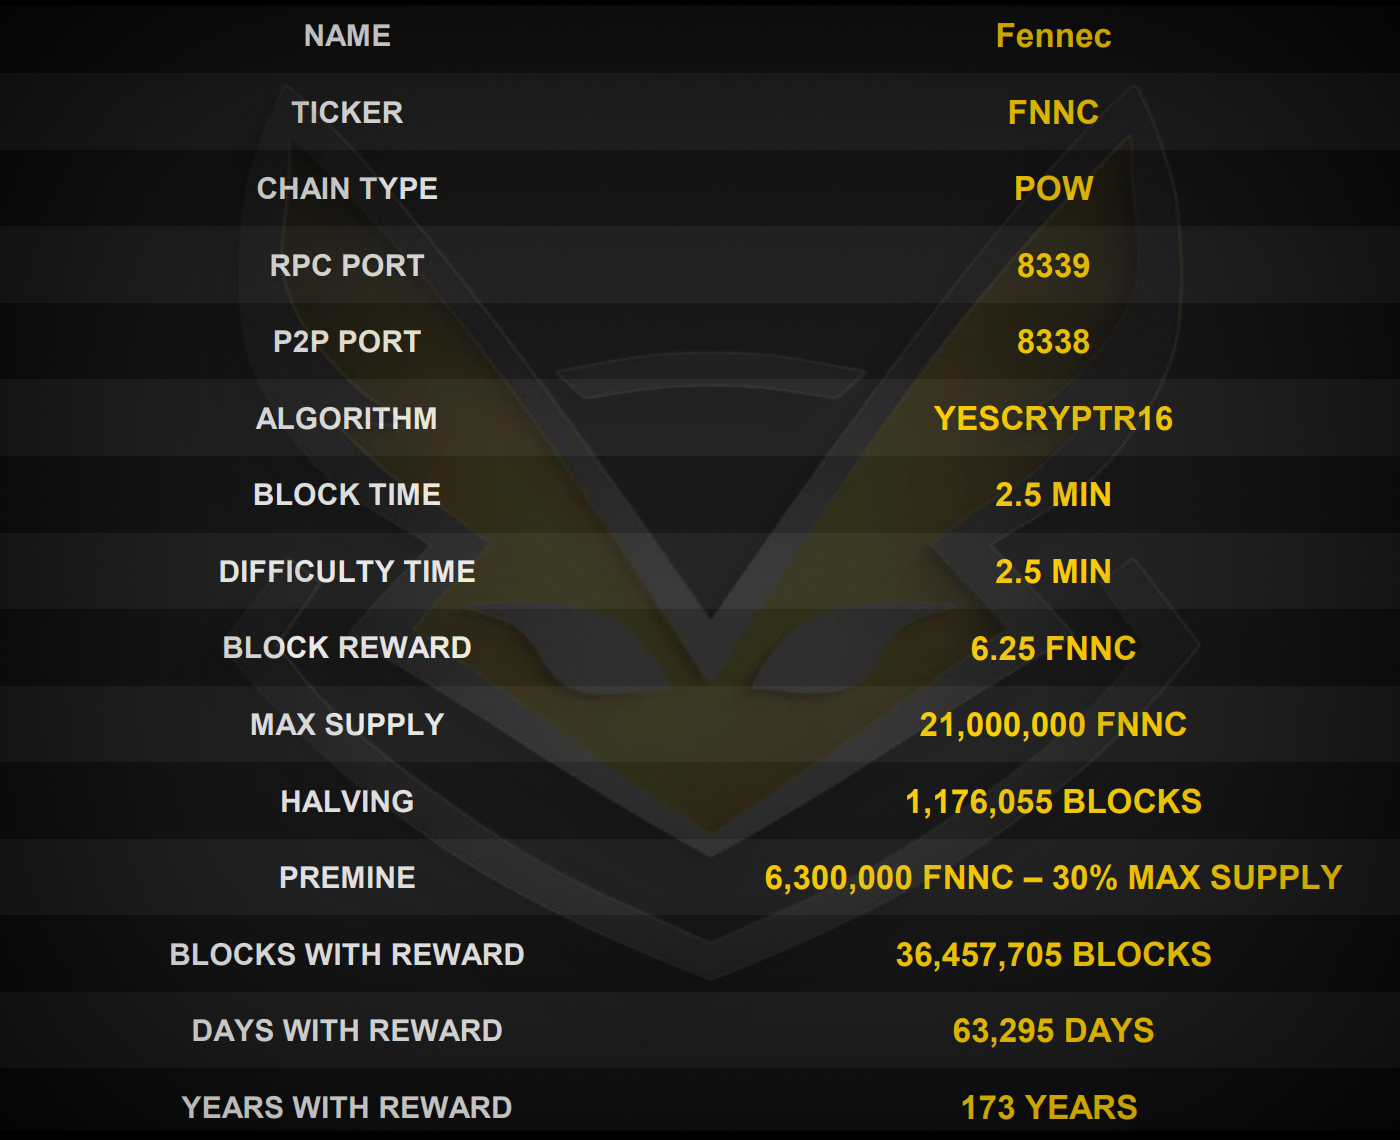 NAME Fennec
TICKER FNNC
CHAIN TYPE POW
RPC PORT 8339
P2P PORT 8338
ALGORITHM YESCRYPTR16
BLOCK TIME 2.5 MIN
DIFFICULTY TIME 2.5 MIN
BLOCK REWARD 6.25 FNNC
MAX SUPPLY 21,000,000 FNNC
HALVING 1,176,055 BLOCKS
PREMINE 6,300,000 FNNC – 30% MAX SUPPLY
BLOCKS WITH REWARD 36,457,705 BLOCKS
DAYS WITH REWARD 63,295 DAYS
YEARS WITH REWARD 173 YEARS